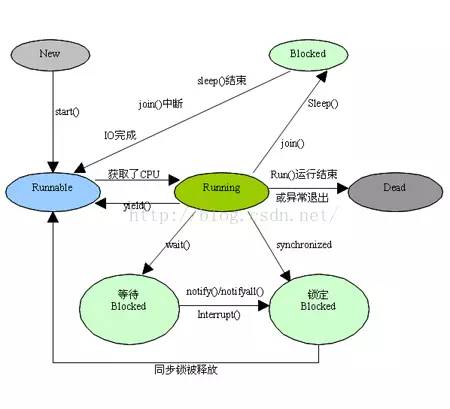 New
Blocked
sleep()结束
join()中断
start()
Sleep()
IO完成
join()
获取了CPU
Run()运行结束
Runnable
Running
Dead
yield()
或异常退出
http://blog.csdn.net/
wait()
synchronized
等待
Blocked
notify()/notifyall()
Interrupt()
锁定
Blocked
同步锁被释放